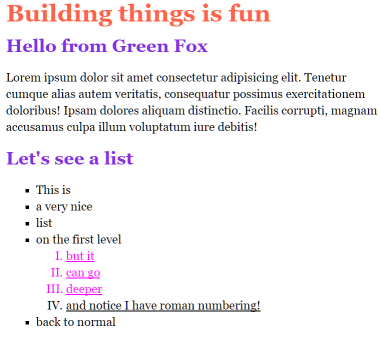 Building things is fun
Hello from Green Fox
Lorem ipsum dolor sit amet consectetur adipisicing elit. Tenetur
cumque alias autem veritatis, consequatur possimus exercitationem
doloribus! Ipsam dolores aliquam distinctio. Facilis corrupti, magnam
accusamus culpa illum voluptatum iure debitis!
Let's see a list
▪ This is
▪ a very nice
▪ list
▪ on the first level
I. but it
II. can go
III. deeper
IV. and notice I have roman numbering!
▪ back to normal